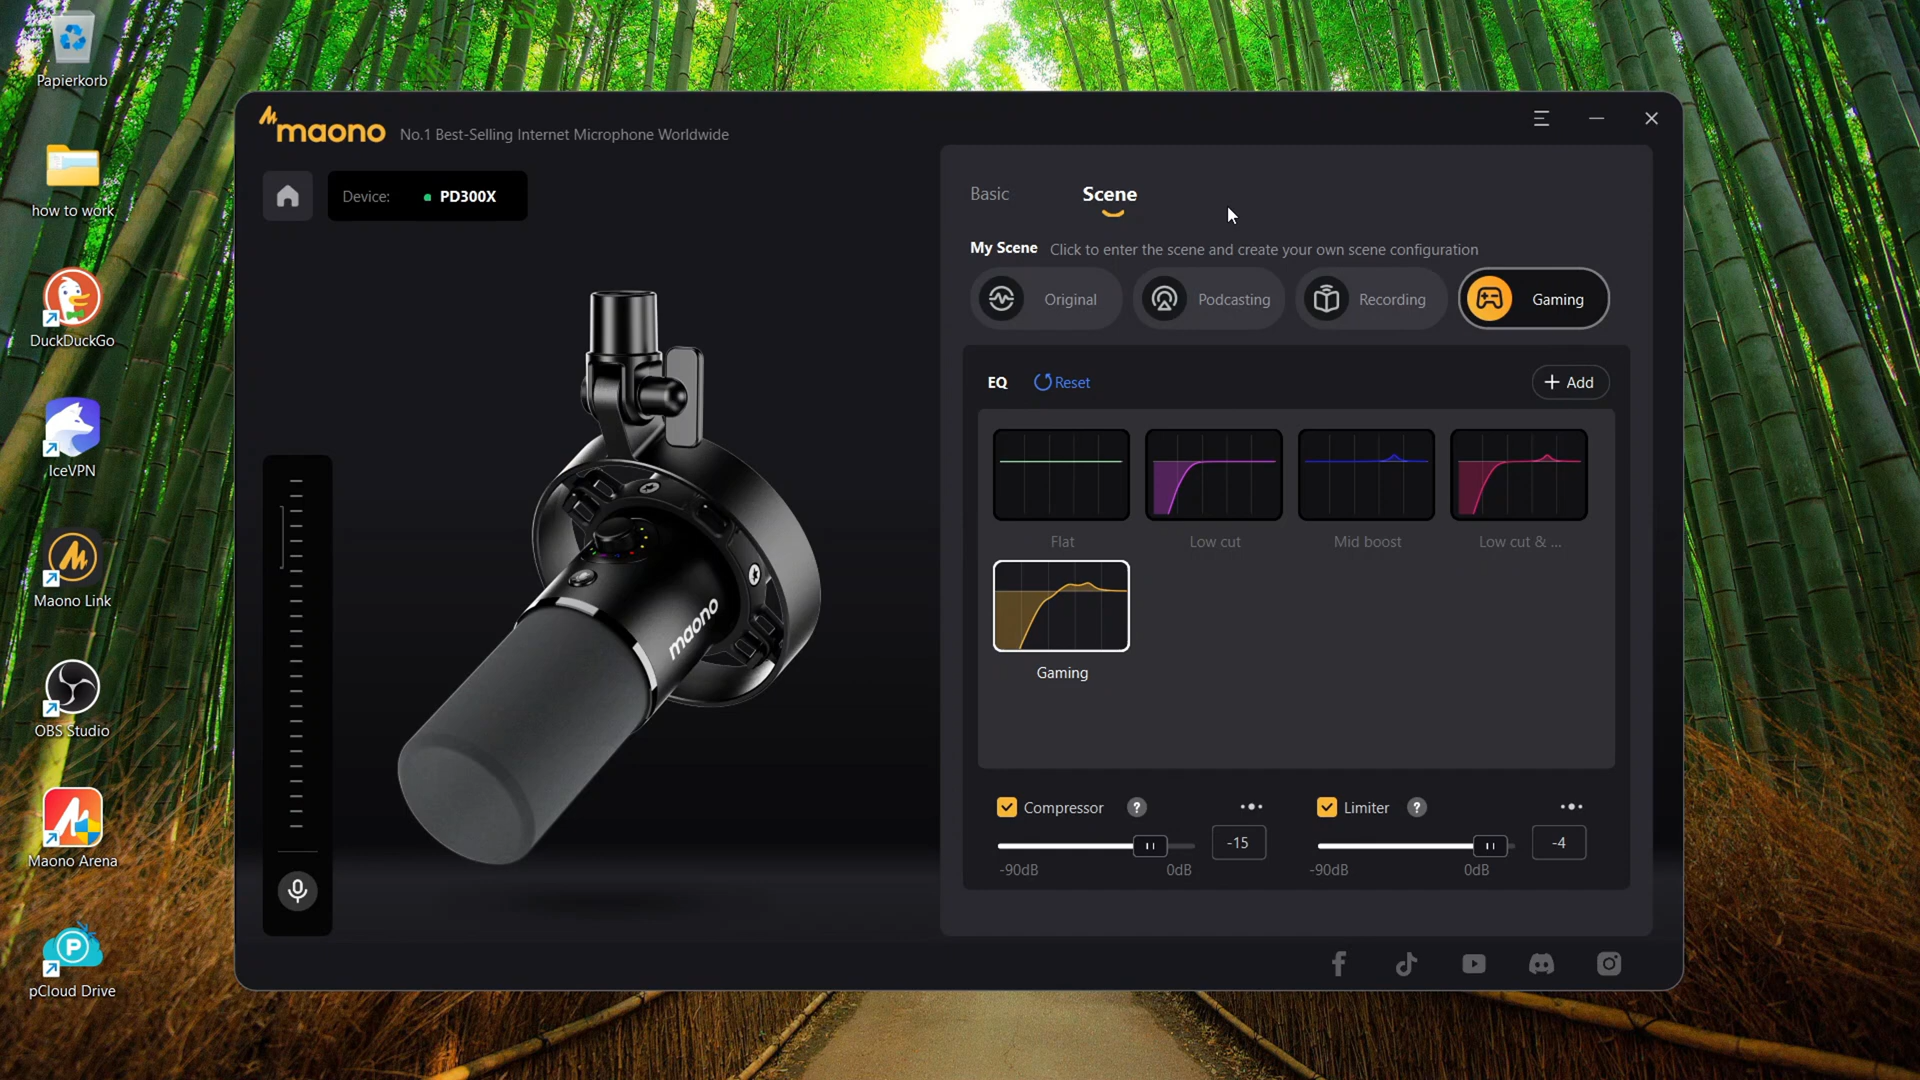 Papierkorb
how to work
DuckDuckGo
IceVPN
Maono Link
OBS Studio
Maono Arena
P
pCloud Drive
maono
No.1 Best-Selling Internet Microphone Worldwide
Device:
PD300X
maono
Basic
Scene
My Scene
Click to enter the scene and create your own scene configuration
Original
Podcasting
Recording
Gaming
EQ
Reset
+ Add
Flat
Low cut
Mid boost
Low cut & ...
Gaming
Compressor
?
-15
-90dB
0dB
Limiter
?
-4
-90dB
0dB